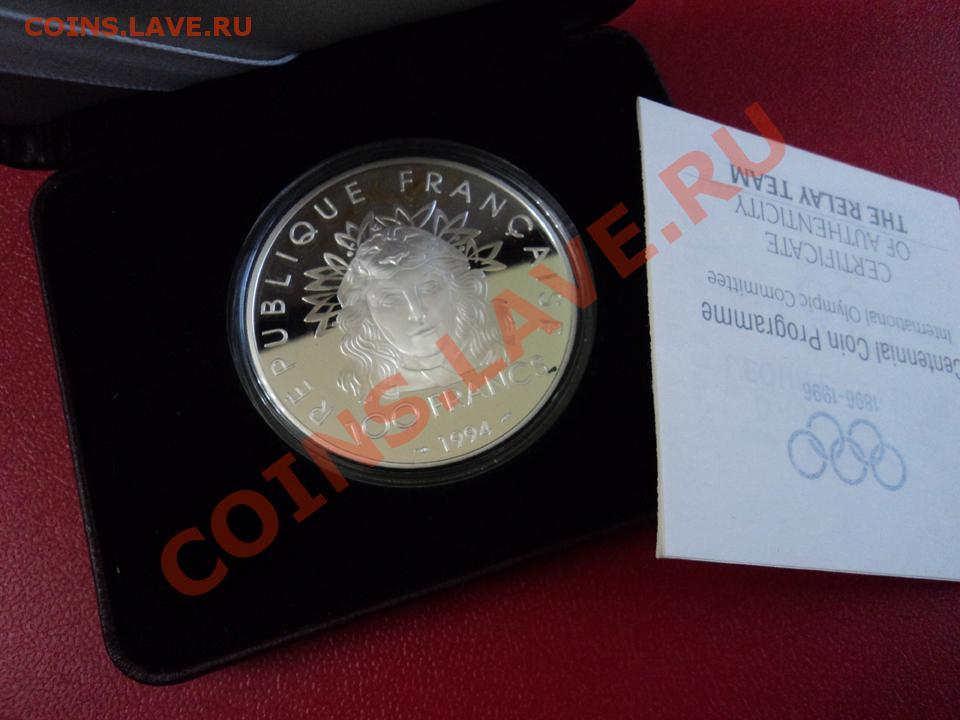 COINS.LAVE.RU
RÉPUBLIQUE FRANÇAISE
100 FRANCS
1994
COINS.LAVE.RU
1896-1996
Centennial Coin Programme
International Olympic Committee
CERTIFICATE
OF AUTHENTICITY
THE RELAY TEAM